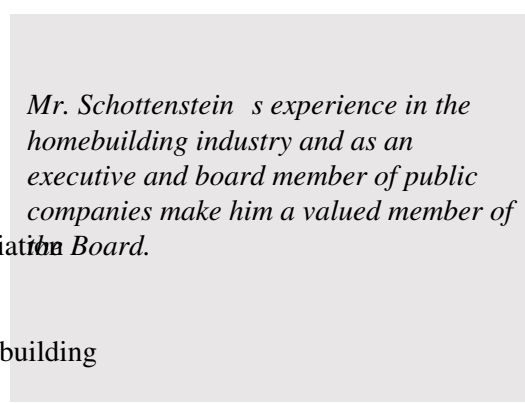 Mr. Schottenstein s experience in the
homebuilding industry and as an
executive and board member of public
companies make him a valued member of
the Board.
building